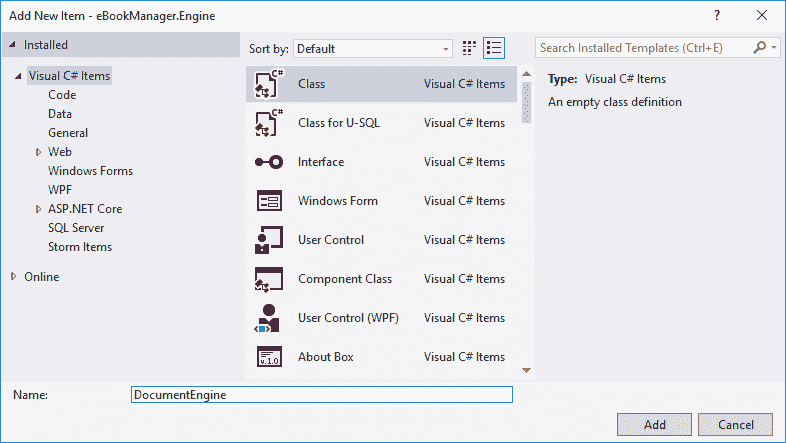 Add New Item - eBookManager.Engine
?
Installed
Sort by: Default
Search Installed Templates (Ctrl+E)
Visual C# Items
Code
Data
General
Web
Windows Forms
WPF
ASP.NET Core
SQL Server
Storm Items
Online
C# Class Visual C# Items
C# Class for U-SQL Visual C# Items
Interface Visual C# Items
Windows Form Visual C# Items
User Control Visual C# Items
Component Class Visual C# Items
User Control (WPF) Visual C# Items
v.1.0 About Box Visual C# Items
Type: Visual C# Items
An empty class definition
Name: DocumentEngine
Add Cancel